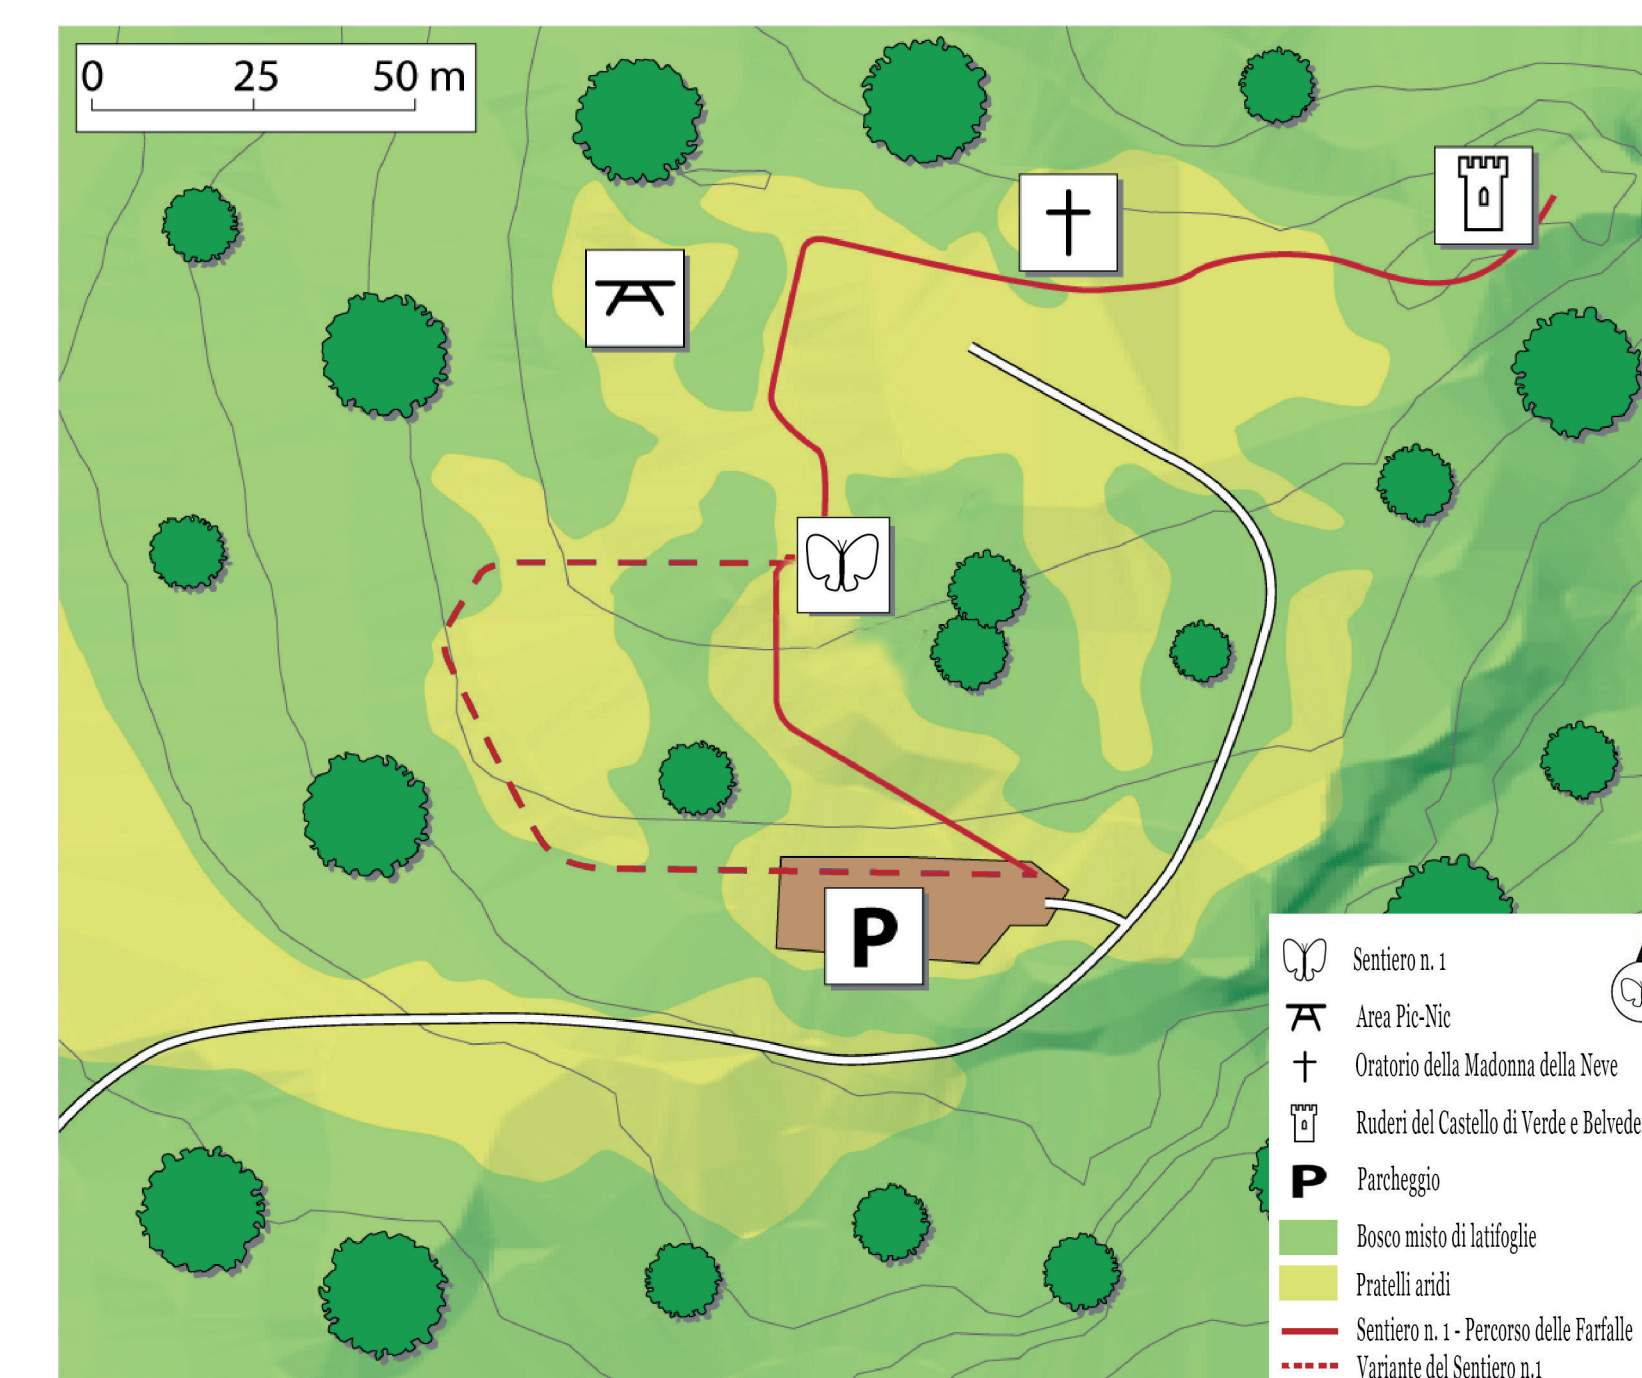 0 25 50 m
P
Sentiero n. 1
Area Pic-Nic
Oratorio della Madonna della Neve
Ruderi del Castello di Verde e Belvede
P Parcheggio
Bosco misto di latifoglie
Pratelli aridi
Sentiero n. 1 - Percorso delle Farfalle
Variante del Sentiero n.1